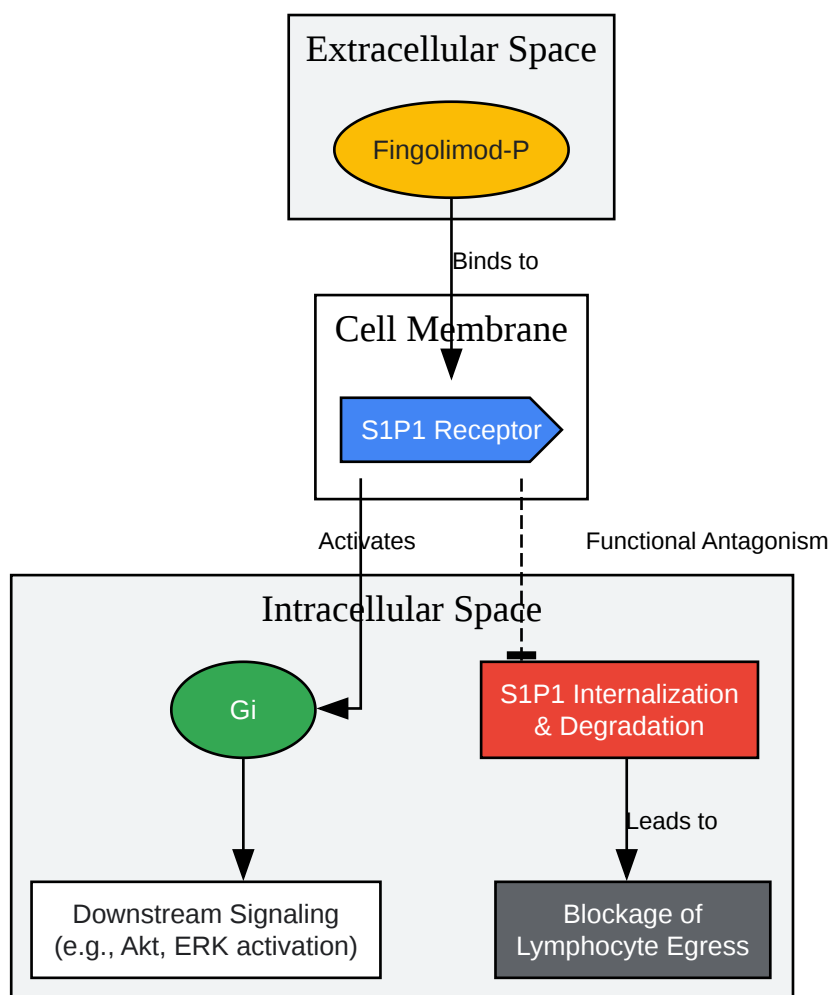 Extracellular Space
Fingolimod-P
Binds to
Cell Membrane
S1P1 Receptor
Activates
Functional Antagonism
Intracellular Space
Gi
S1P1 Internalization
& Degradation
Leads to
Downstream Signaling
(e.g., Akt, ERK activation)
Blockage of
Lymphocyte Egress